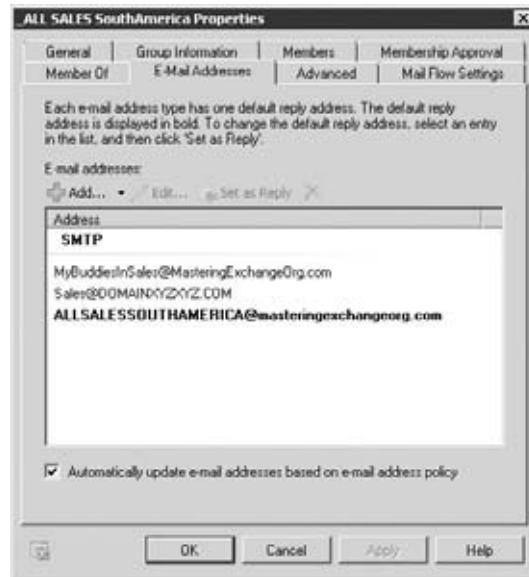 _ALL SALES SouthAmerica Properties
General Group Information Members Membership Approval
Member Of E-Mail Addresses Advanced Mail Flow Settings
Each e-mail address type has one default reply address. The default reply
address is displayed in bold. To change the default reply address, select an entry
in the list, and then click 'Set as Reply'.
E-mail addresses:
Add... Edit... Set as Reply
Address
SMTP
MyBuddiesInSales@MasteringExchangeOrg.com
Sales@DOMAINXYZXYZ.COM
ALLSALESSOUTHAMERICA@masteringexchangeorg.com
Automatically update e-mail addresses based on e-mail address policy
OK Cancel Apply Help